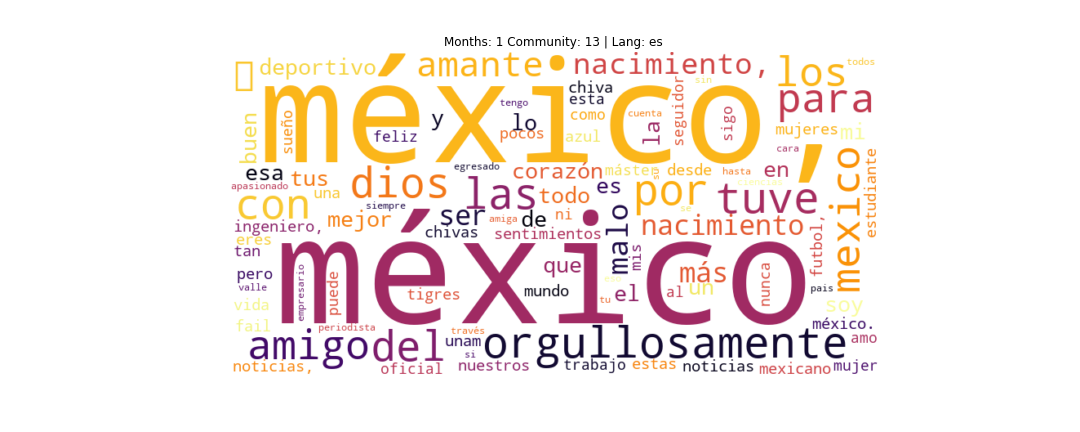 Months: 1 Community: 13 | Lang: es
deportivo amante nacimiento, los todos
méxico, chiva esta tengo y lo pocos como azul la seguidor sin cuenta sigo para mujeres mi
buen sueño feliz
esa tus una egresado corazón máster desde hasta en cara
apasionado siempre dios las todo es por tuve mexico estudiante
con mejor ser amiga de ni nacimiento
ingeniero, eres chivas sentimientos malo mis futbol,
tan méxico que más
pero valle empresario puede tigres mundo tu el al un nunca pais soy
vida fail periodista través unam méxico.
amigo del si orgullosamente amo
noticias, oficial nuestros trabajo estas noticias mexicano mujer